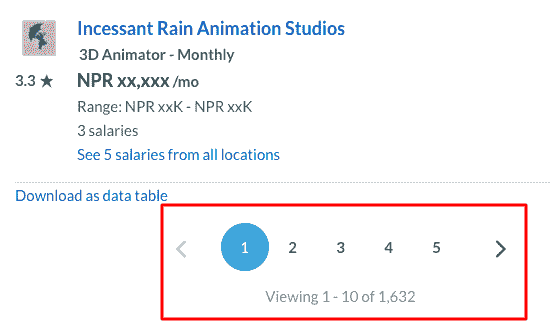 Incessant Rain Animation Studios
3D Animator - Monthly
3.3 ★ NPR xx,xxx /mo
Range: NPR xxK - NPR xxK
3 salaries
See 5 salaries from all locations
Download as data table
1 2 3 4 5
Viewing 1 - 10 of 1,632